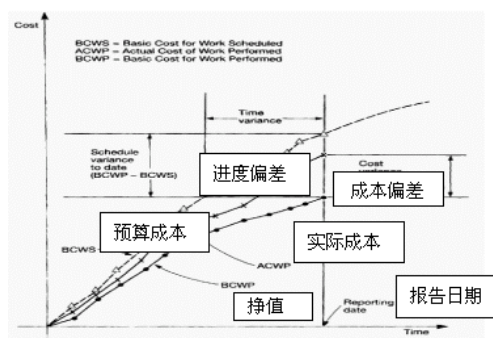 Cost
BCWS = Basic Cost for Work Scheduled
ACWP = Actual Cost of Work Performed
BCWP = Basic Cost for Work Performed
Time
variance
Schedule
variance
to date
(BCWP - BCWS)
进度偏差
Cost
成本偏差
预算成本
实际成本
BCWS
ACWP
BCWP
挣值
Reporting
date
报告日期
Time